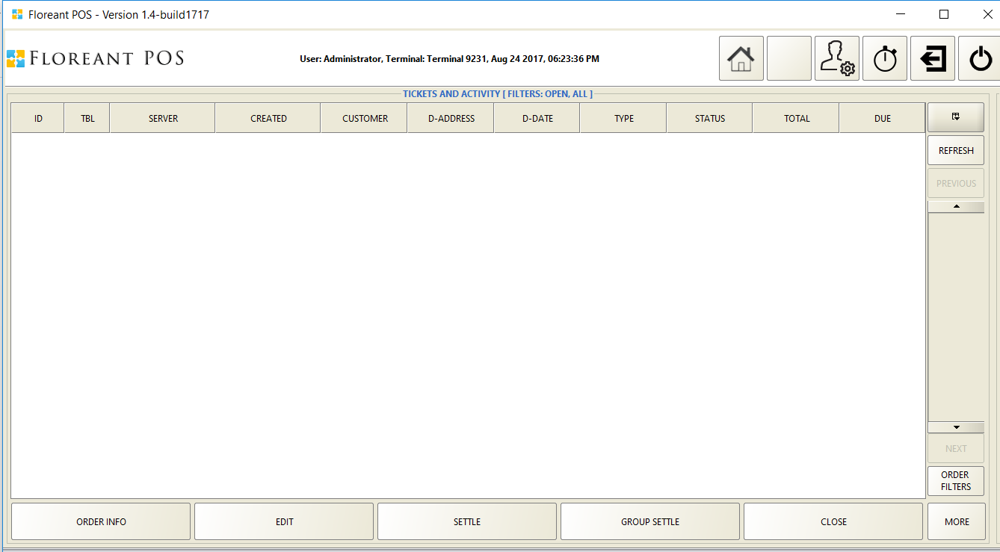 Floreant POS - Version 1.4-build1717
FLOREANT POS
User: Administrator, Terminal: Terminal 9231, Aug 24 2017, 06:23:36 PM
TICKETS AND ACTIVITY [ FILTERS: OPEN, ALL ]
ID TBL SERVER CREATED CUSTOMER D-ADDRESS D-DATE TYPE STATUS TOTAL DUE
REFRESH
PREVIOUS
NEXT
ORDER
FILTERS
ORDER INFO EDIT SETTLE GROUP SETTLE CLOSE MORE